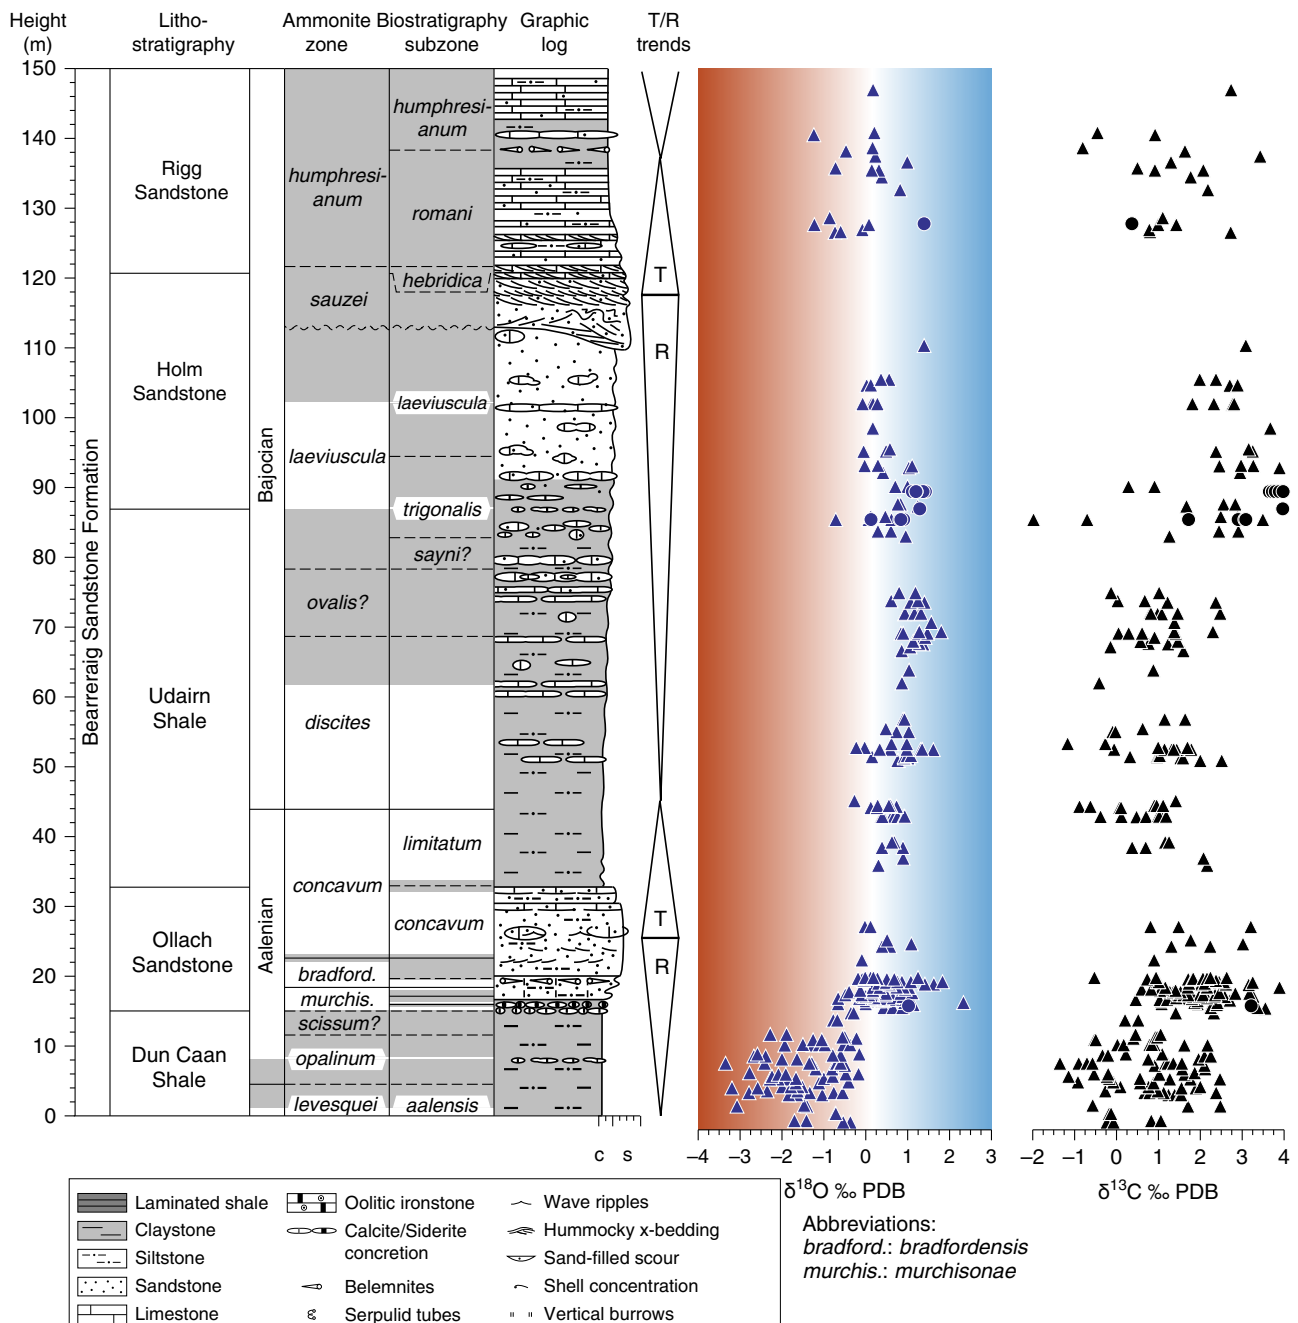 Height
(m)
Litho-
stratigraphy
Ammonite
zone
Biostratigraphy
subzone
Graphic
log
T/R
trends
150
140
130
120
110
100
90
80
70
60
50
40
30
20
10
0
Bearreraig Sandstone Formation
Rigg
Sandstone
Holm
Sandstone
Udairn
Shale
Ollach
Sandstone
Dun Caan
Shale
Bajocian
Aalenian
humphresi-
anum
sauzei
laeviuscula
ovalis?
discites
concavum
bradford.
murchis.
scissum?
opalinum
levesquei
humphresi-
anum
romani
hebridica
laeviuscula
trigonalis
sayni?
limitatum
concavum
aalensis
c s
T
R
T
R
−4 −3 −2 −1 0 1 2 3
δ18O ‰ PDB
−2 −1 0 1 2 3 4
δ13C ‰ PDB
Laminated shale
Claystone
Siltstone
Sandstone
Limestone
Oolitic ironstone
Calcite/Siderite
concretion
Belemnites
Serpulid tubes
Wave ripples
Hummocky x-bedding
Sand-filled scour
Shell concentration
Vertical burrows
Abbreviations:
bradford.: bradfordensis
murchis.: murchisonae